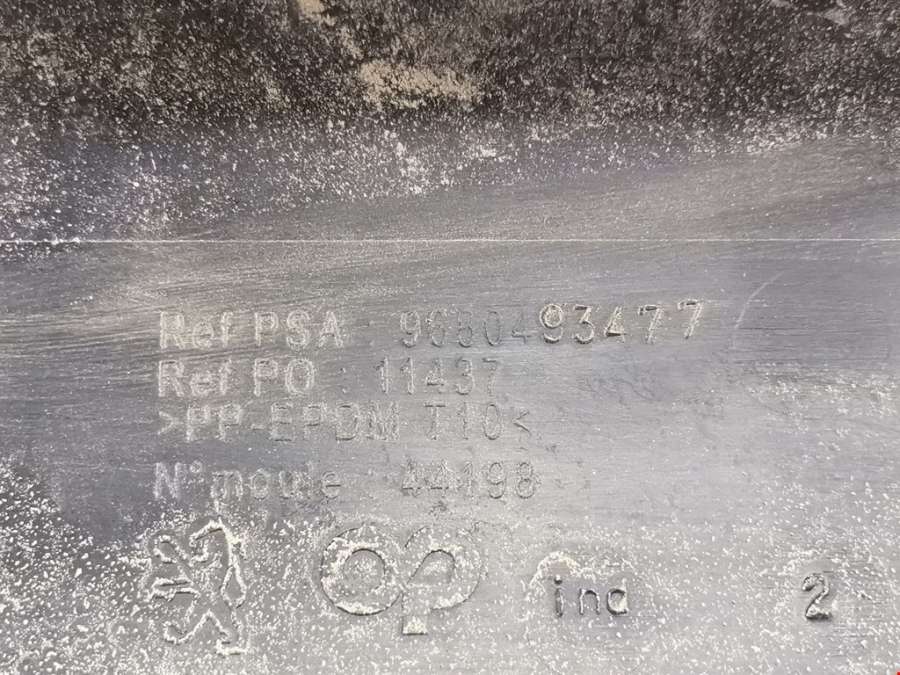 Ref PSA : 9680493477
Ref PO : 11437
>PP-EPDM T10<
N° moule : 44198
ind 2